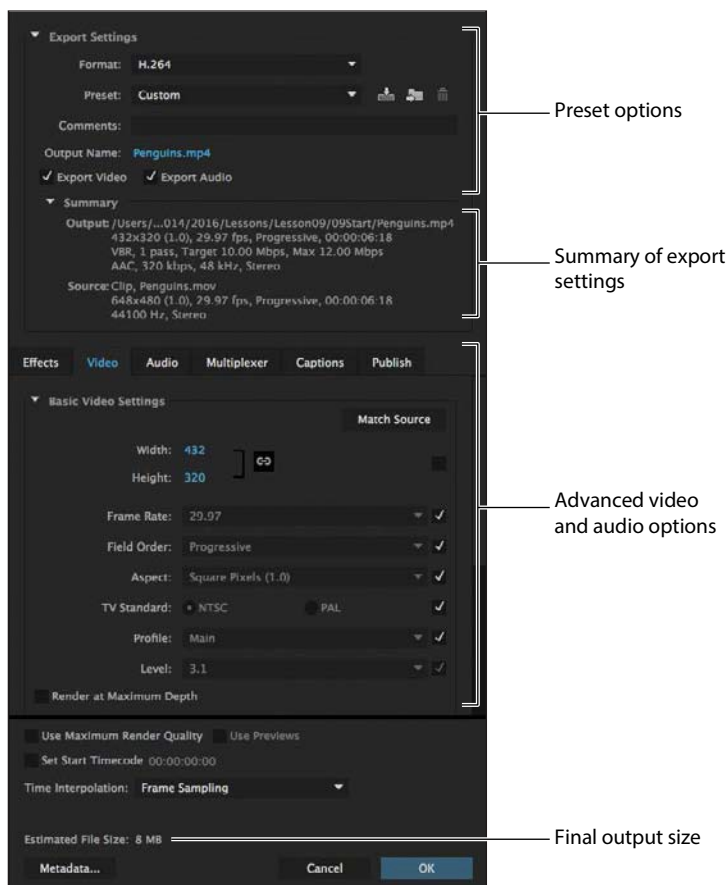 Export Settings
Format: H.264
Preset: Custom
Comments:
Output Name: Penguins.mp4
Export Video Export Audio
Preset options
Summary
Output: /Users/...014/2016/Lessons/Lesson09/09Start/Penguins.mp4
432x320 (1.0), 29.97 fps, Progressive, 00:00:06:18
VBR, 1 pass, Target 10.00 Mbps, Max 12.00 Mbps
AAC, 320 kbps, 48 kHz, Stereo
Source: Clip, Penguins.mov
648x480 (1.0), 29.97 fps, Progressive, 00:00:06:18
44100 Hz, Stereo
Summary of export
settings
Effects Video Audio Multiplexer Captions Publish
Basic Video Settings
Match Source
Width: 432
Height: 320
Frame Rate: 29.97
Field Order: Progressive
Aspect: Square Pixels (1.0)
TV Standard: NTSC PAL
Profile: Main
Level: 3.1
Render at Maximum Depth
Advanced video
and audio options
Use Maximum Render Quality Use Previews
Set Start Timecode 00:00:00:00
Time Interpolation: Frame Sampling
Estimated File Size: 8 MB
Final output size
Metadata... Cancel OK